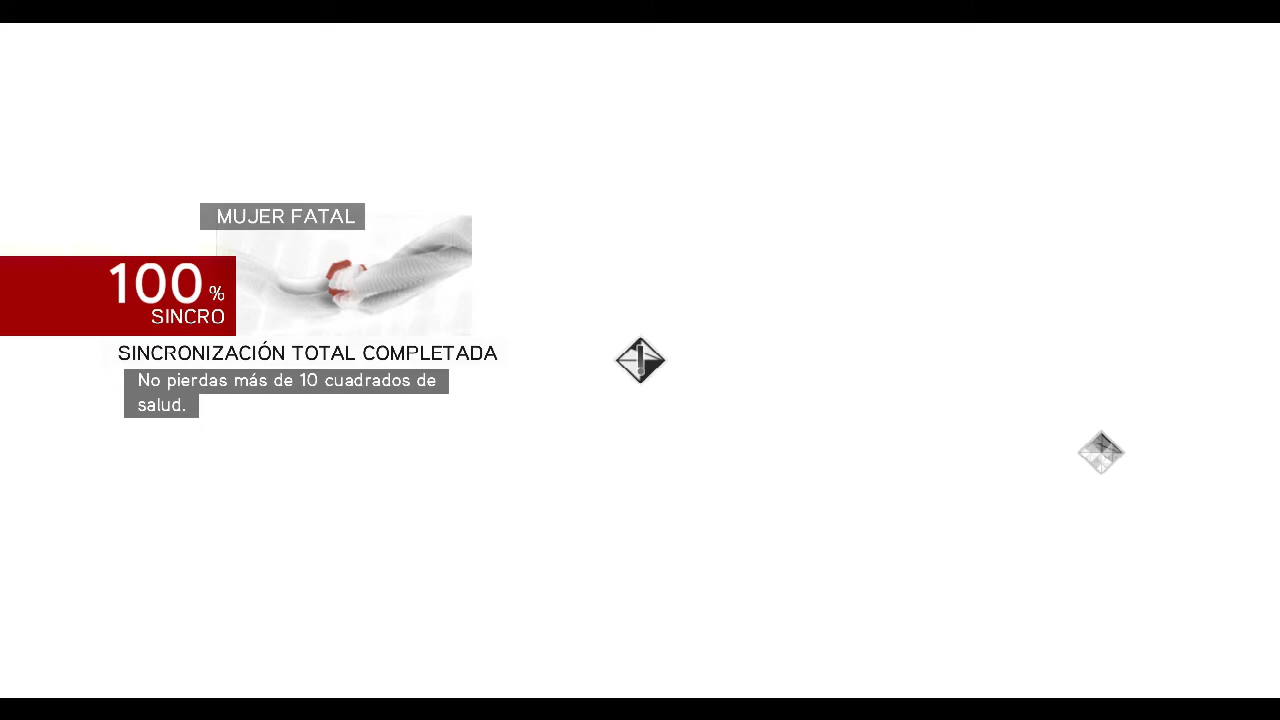 MUJER FATAL
100 %
SINCRO
SINCRONIZACIÓN TOTAL COMPLETADA
No pierdas más de 10 cuadrados de
salud.